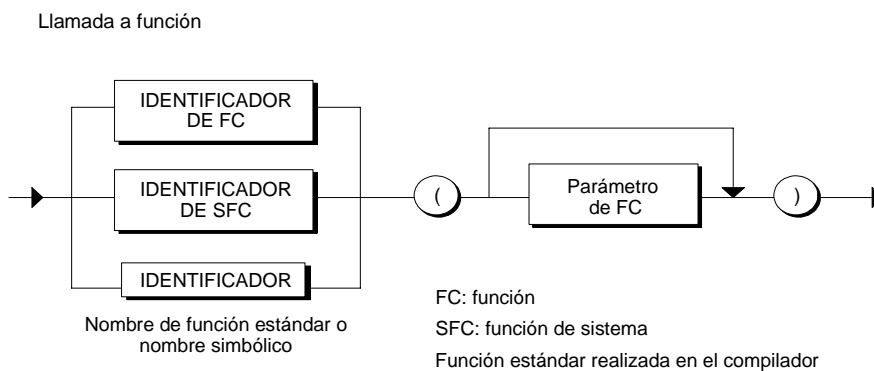 Llamada a función
IDENTIFICADOR
DE FC
IDENTIFICADOR
DE SFC
(
Parámetro
de FC
)
IDENTIFICADOR
Nombre de función estándar o
nombre simbólico
FC: función
SFC: función de sistema
Función estándar realizada en el compilador